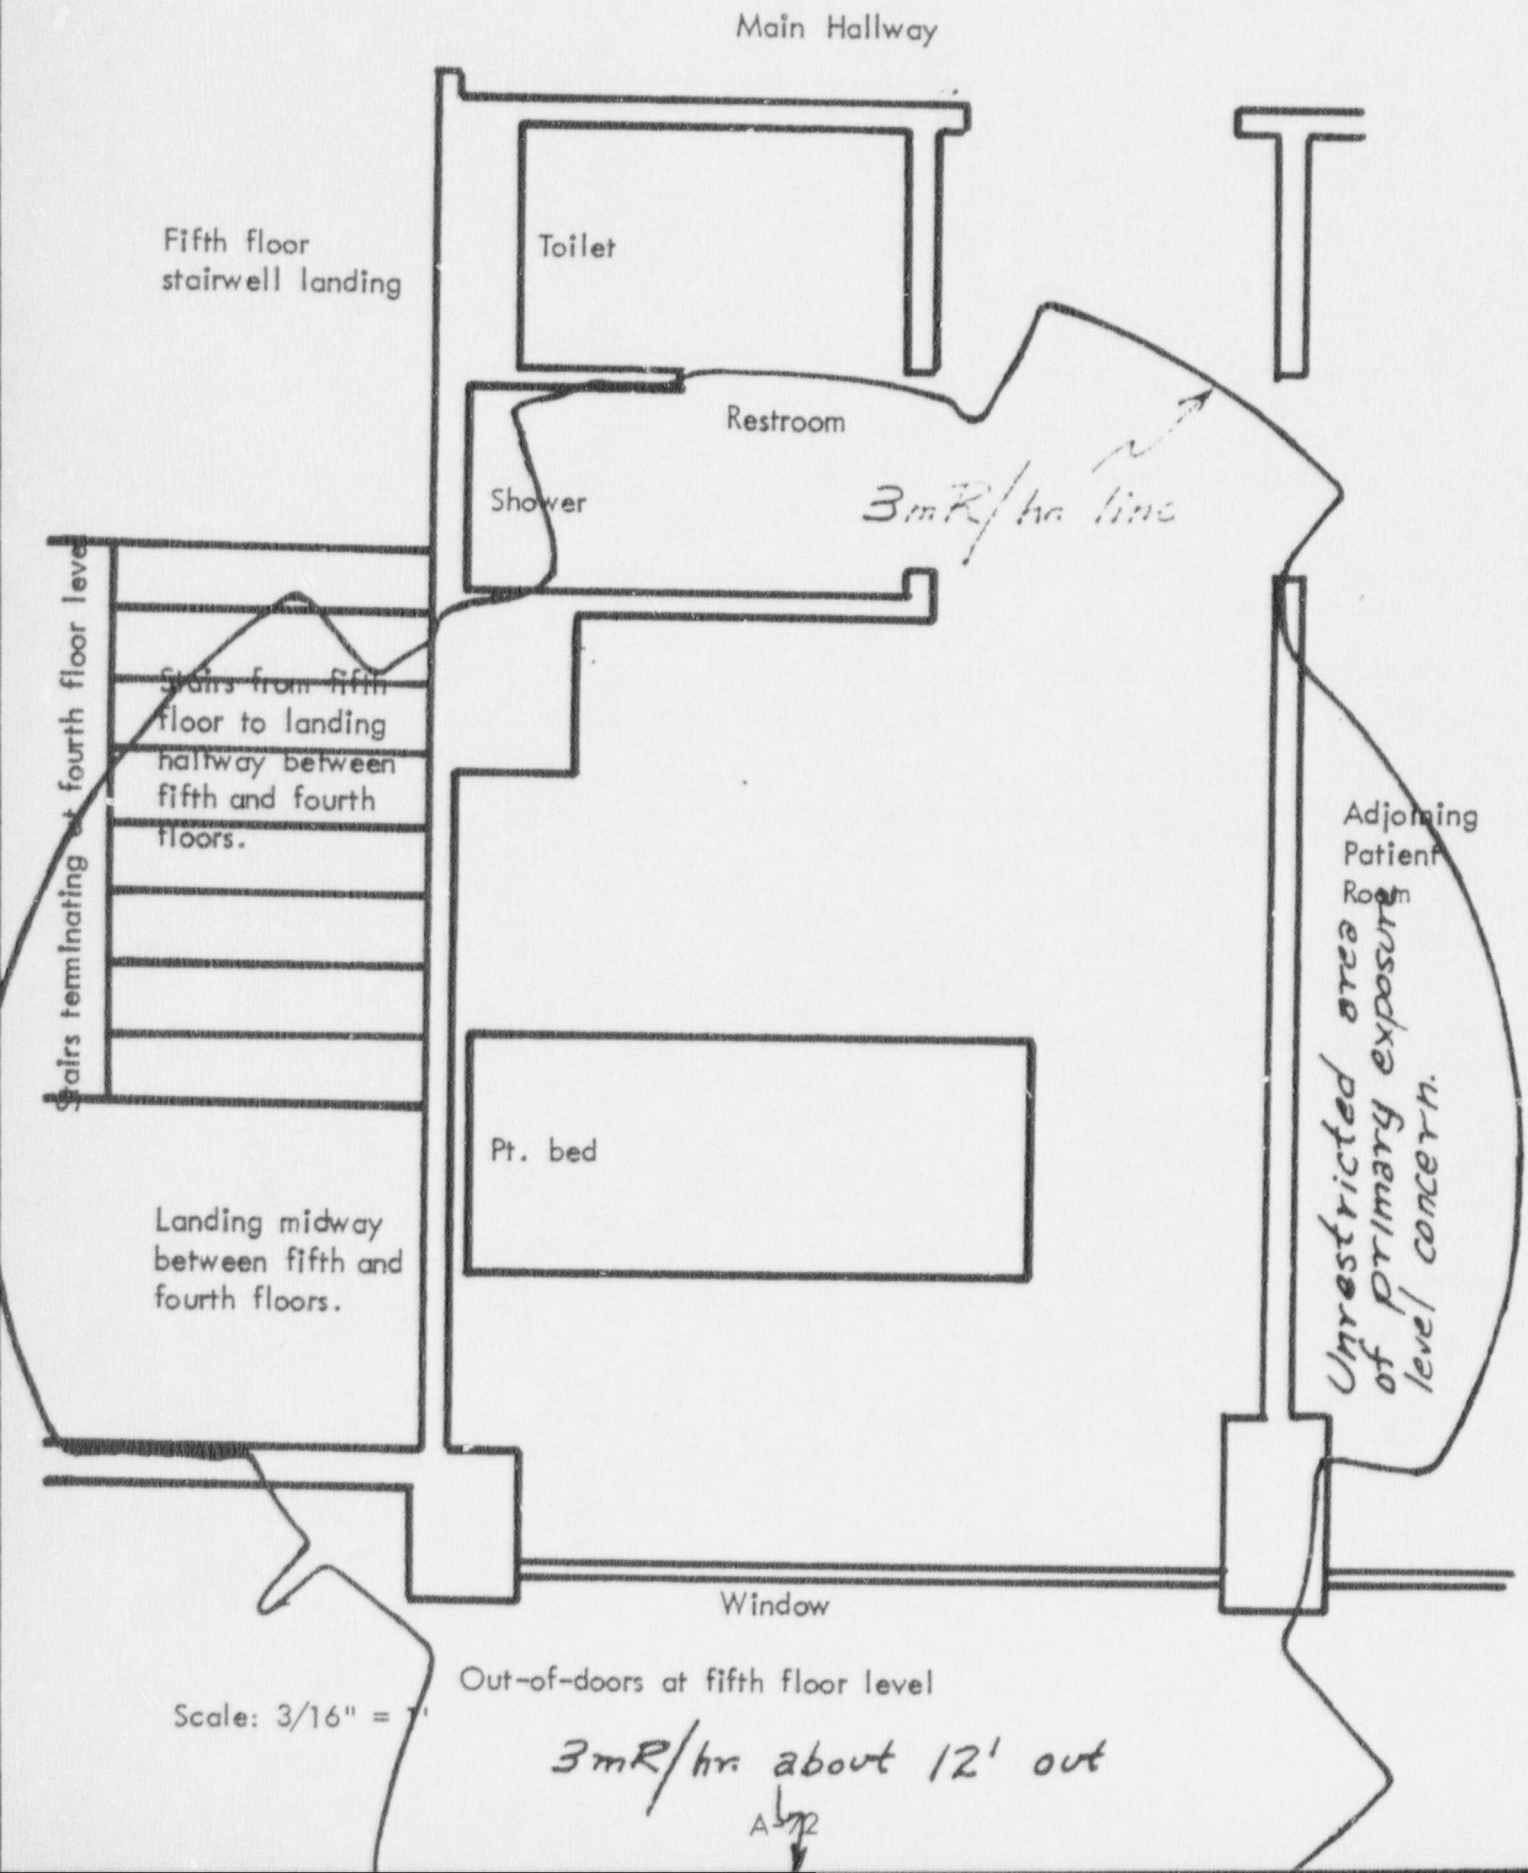 Main Hallway
Fifth floor
stairwell landing
Toilet
Restroom
3mR/hr. line
Shower
Stairs terminating at fourth floor level
Stairs from fifth
floor to landing
halfway between
fifth and fourth
floors.
Adjoining
Patient
Room
Unrestricted area
of primary exposure
level concern.
Pt. bed
Landing midway
between fifth and
fourth floors.
Window
Out-of-doors at fifth floor level
Scale: 3/16" = 1'
3mR/hr. about 12' out
A-72